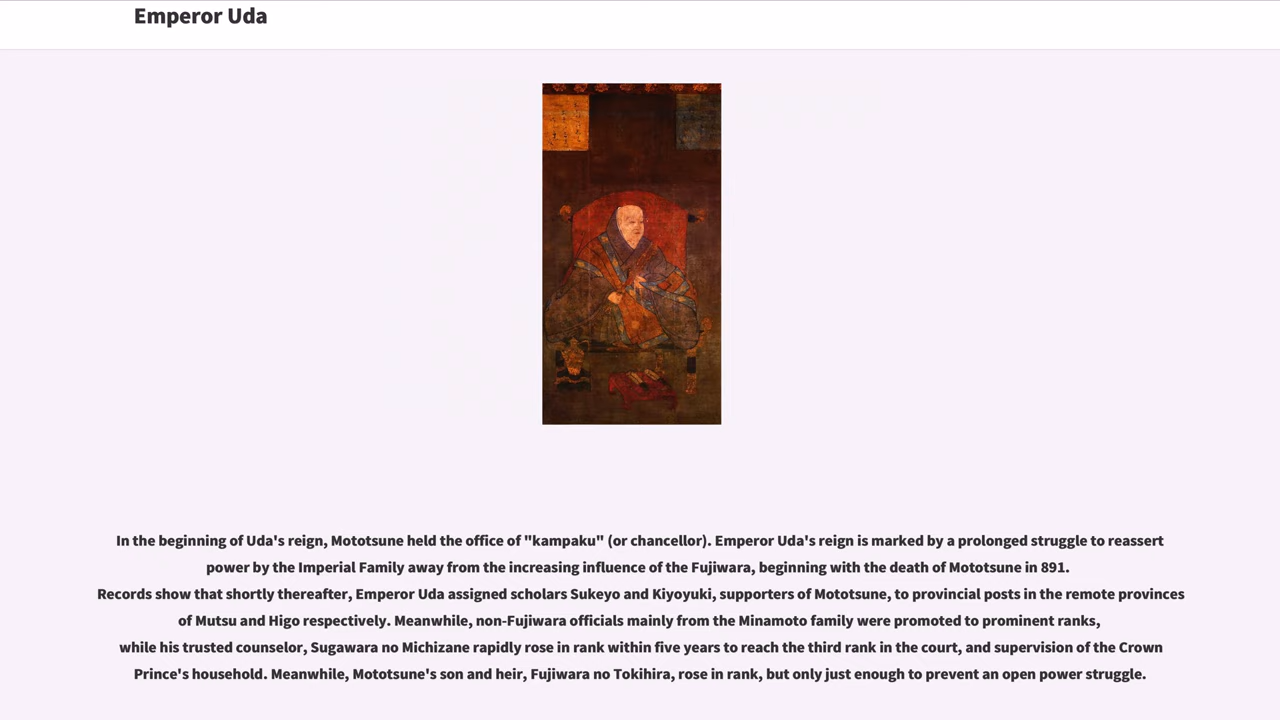 Emperor Uda
In the beginning of Uda's reign, Mototsune held the office of "kampaku" (or chancellor). Emperor Uda's reign is marked by a prolonged struggle to reassert
power by the Imperial Family away from the increasing influence of the Fujiwara, beginning with the death of Mototsune in 891.
Records show that shortly thereafter, Emperor Uda assigned scholars Sukeyo and Kiyoyuki, supporters of Mototsune, to provincial posts in the remote provinces
of Mutsu and Higo respectively. Meanwhile, non-Fujiwara officials mainly from the Minamoto family were promoted to prominent ranks,
while his trusted counselor, Sugawara no Michizane rapidly rose in rank within five years to reach the third rank in the court, and supervision of the Crown
Prince's household. Meanwhile, Mototsune's son and heir, Fujiwara no Tokihira, rose in rank, but only just enough to prevent an open power struggle.